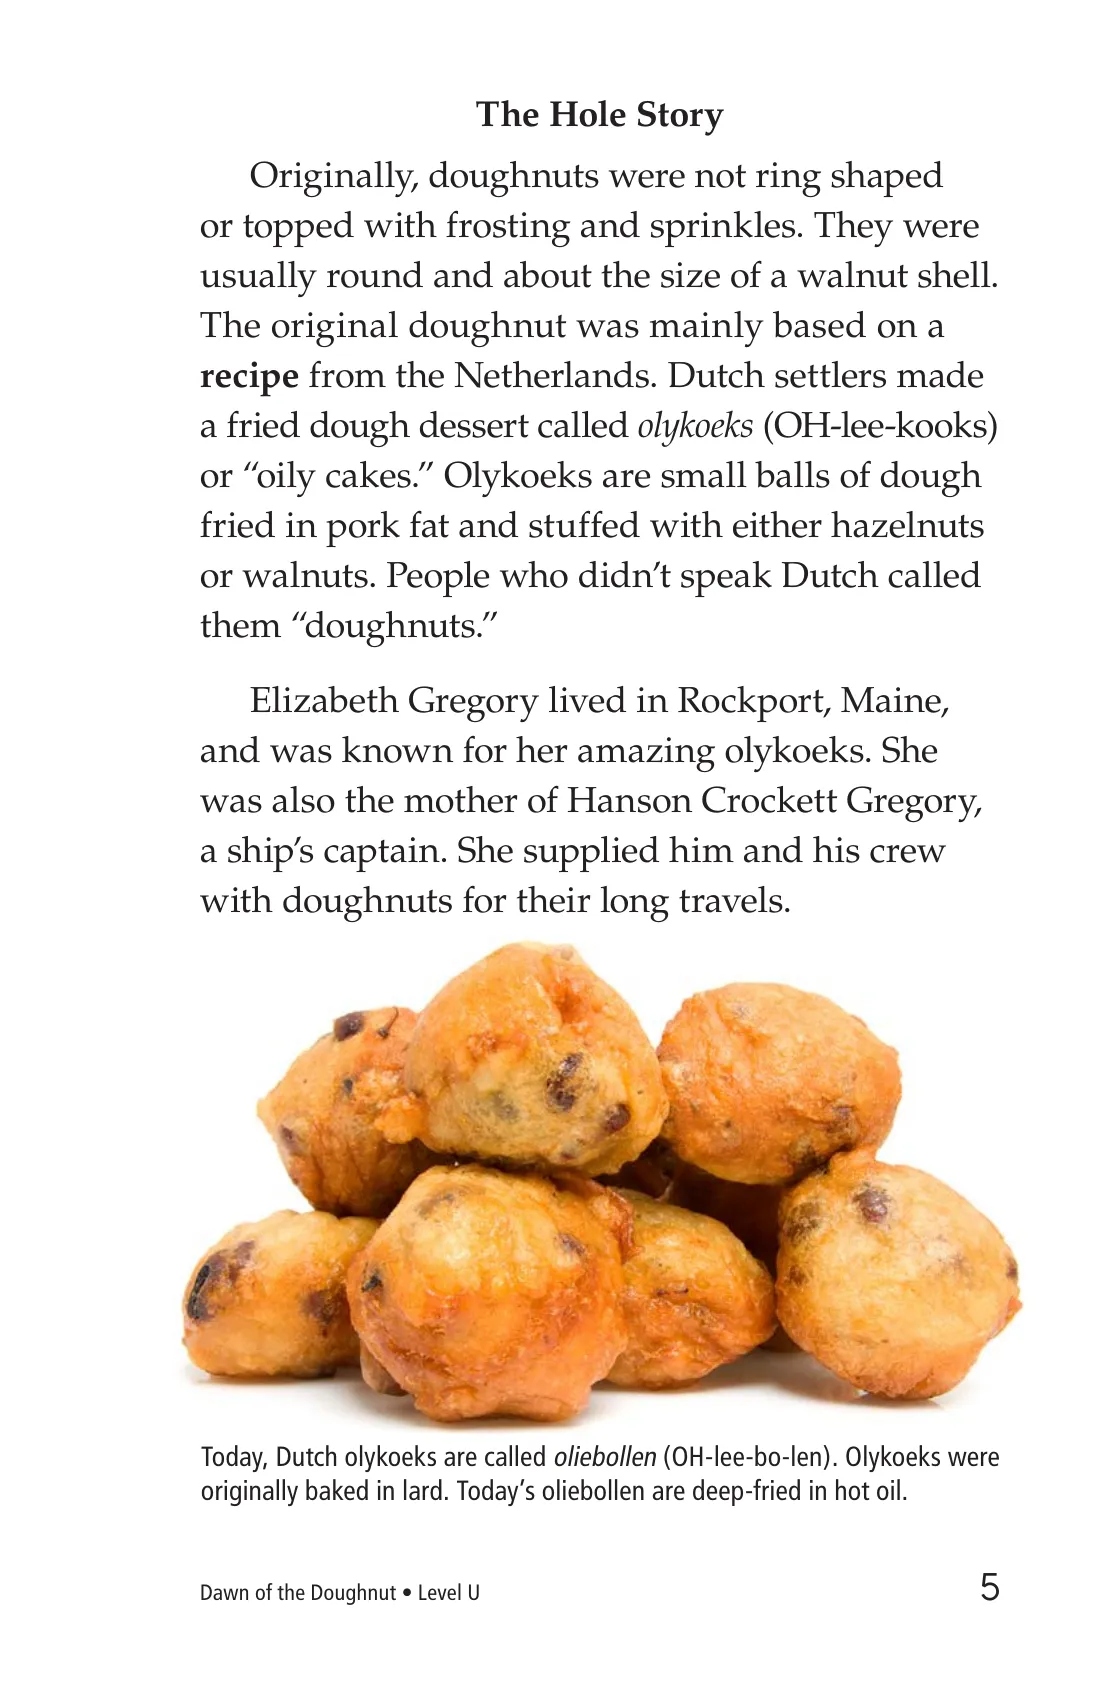 The Hole Story
Originally, doughnuts were not ring shaped
or topped with frosting and sprinkles. They were
usually round and about the size of a walnut shell.
The original doughnut was mainly based on a
recipe from the Netherlands. Dutch settlers made
a fried dough dessert called olykoeks (OH-lee-kooks)
or “oily cakes.” Olykoeks are small balls of dough
fried in pork fat and stuffed with either hazelnuts
or walnuts. People who didn’t speak Dutch called
them “doughnuts.”
Elizabeth Gregory lived in Rockport, Maine,
and was known for her amazing olykoeks. She
was also the mother of Hanson Crockett Gregory,
a ship’s captain. She supplied him and his crew
with doughnuts for their long travels.
Today, Dutch olykoeks are called oliebollen (OH-lee-bo-len). Olykoeks were
originally baked in lard. Today’s oliebollen are deep-fried in hot oil.
Dawn of the Doughnut • Level U
5